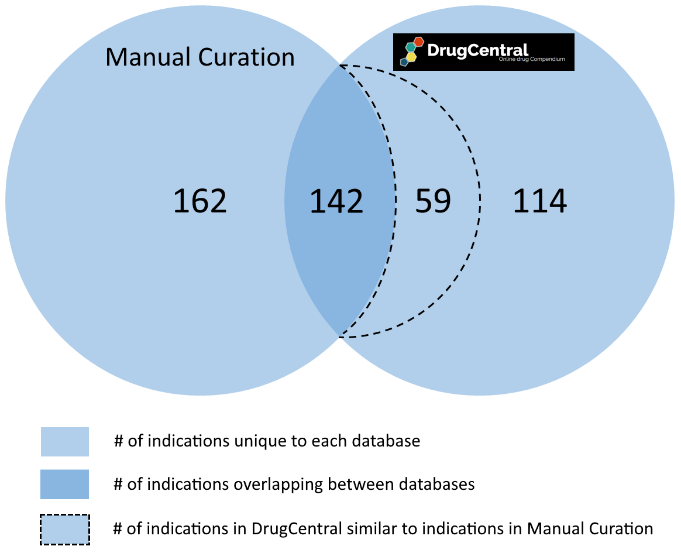 Manual Curation
DrugCentral
Online drug Compendium
162
142
59
114
# of indications unique to each database
# of indications overlapping between databases
# of indications in DrugCentral similar to indications in Manual Curation